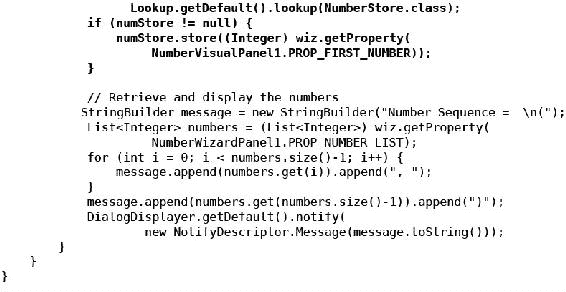 Lookup.getDefault().lookup(NumberStore.class);
if (numStore != null) {
numStore.store((Integer) wiz.getProperty(
NumberVisualPanel1.PROP_FIRST_NUMBER));
}
// Retrieve and display the numbers
StringBuilder message = new StringBuilder("Number Sequence =  \n(");
List<Integer> numbers = (List<Integer>) wiz.getProperty(
NumberWizardPanel1.PROP_NUMBER_LIST);
for (int i = 0; i < numbers.size()-1; i++) {
message.append(numbers.get(i)).append(", ");
}
message.append(numbers.get(numbers.size()-1)).append(")");
DialogDisplayer.getDefault().notify(
new NotifyDescriptor.Message(message.toString()));
}
}
}